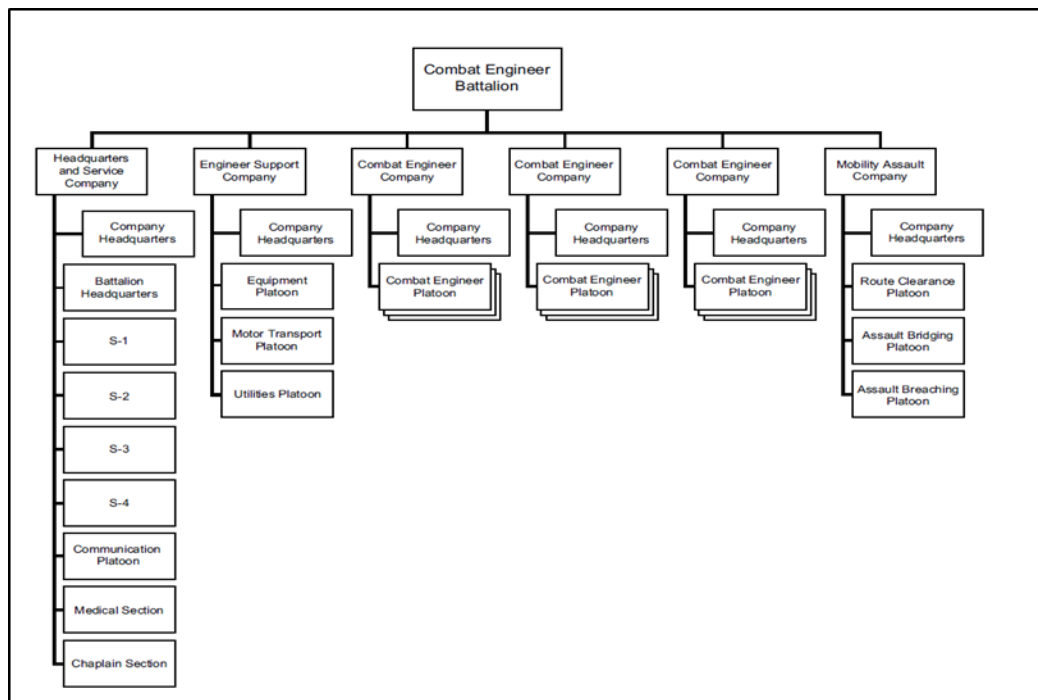 Combat Engineer
Battalion
Headquarters
and Service
Company
Engineer Support
Company
Combat Engineer
Company
Combat Engineer
Company
Combat Engineer
Company
Mobility Assault
Company
Company
Headquarters
Company
Headquarters
Company
Headquarters
Company
Headquarters
Company
Headquarters
Company
Headquarters
Battalion
Headquarters
Equipment
Platoon
Combat Engineer
Platoon
Combat Engineer
Platoon
Combat Engineer
Platoon
Route Clearance
Platoon
S-1
Motor Transport
Platoon
Assault Bridging
Platoon
S-2
Utilities Platoon
Assault Breaching
Platoon
S-3
S-4
Communication
Platoon
Medical Section
Chaplain Section